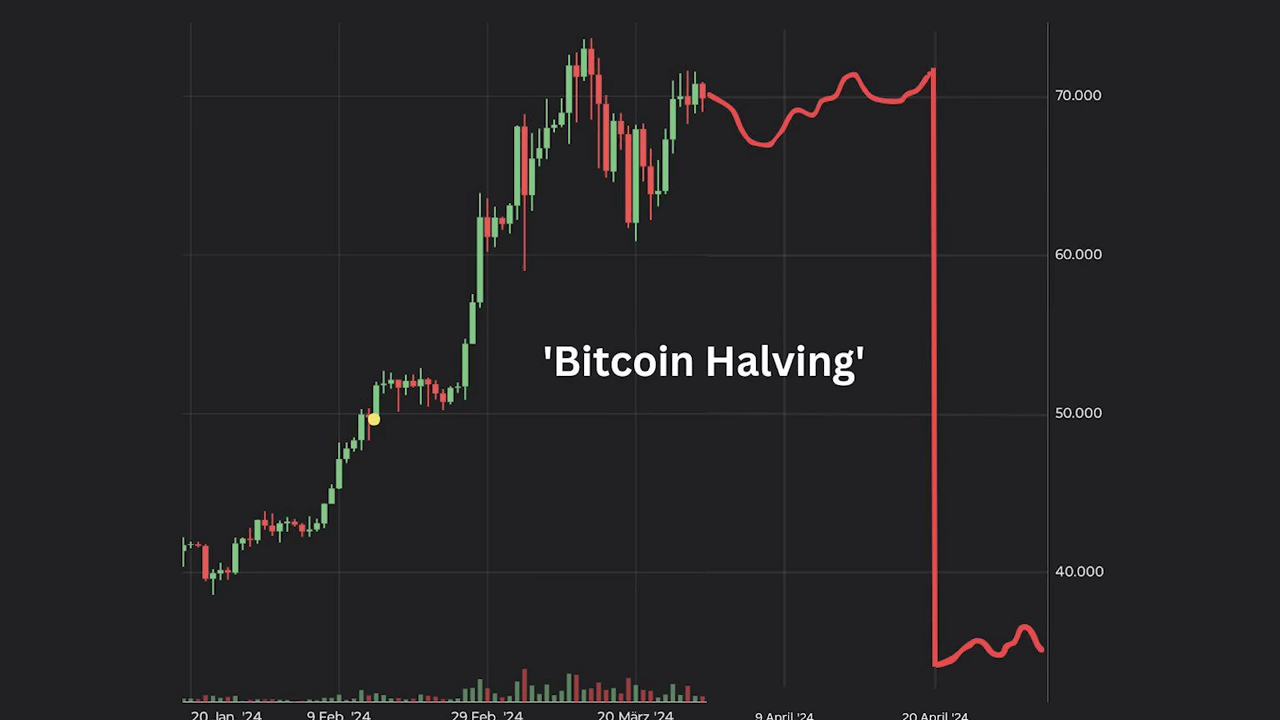 70.000
60.000
'Bitcoin Halving'
50.000
40.000
20 Jan. '24 9 Feb. '24 29 Feb. '24 20 März '24 9 April '24 20 April '24